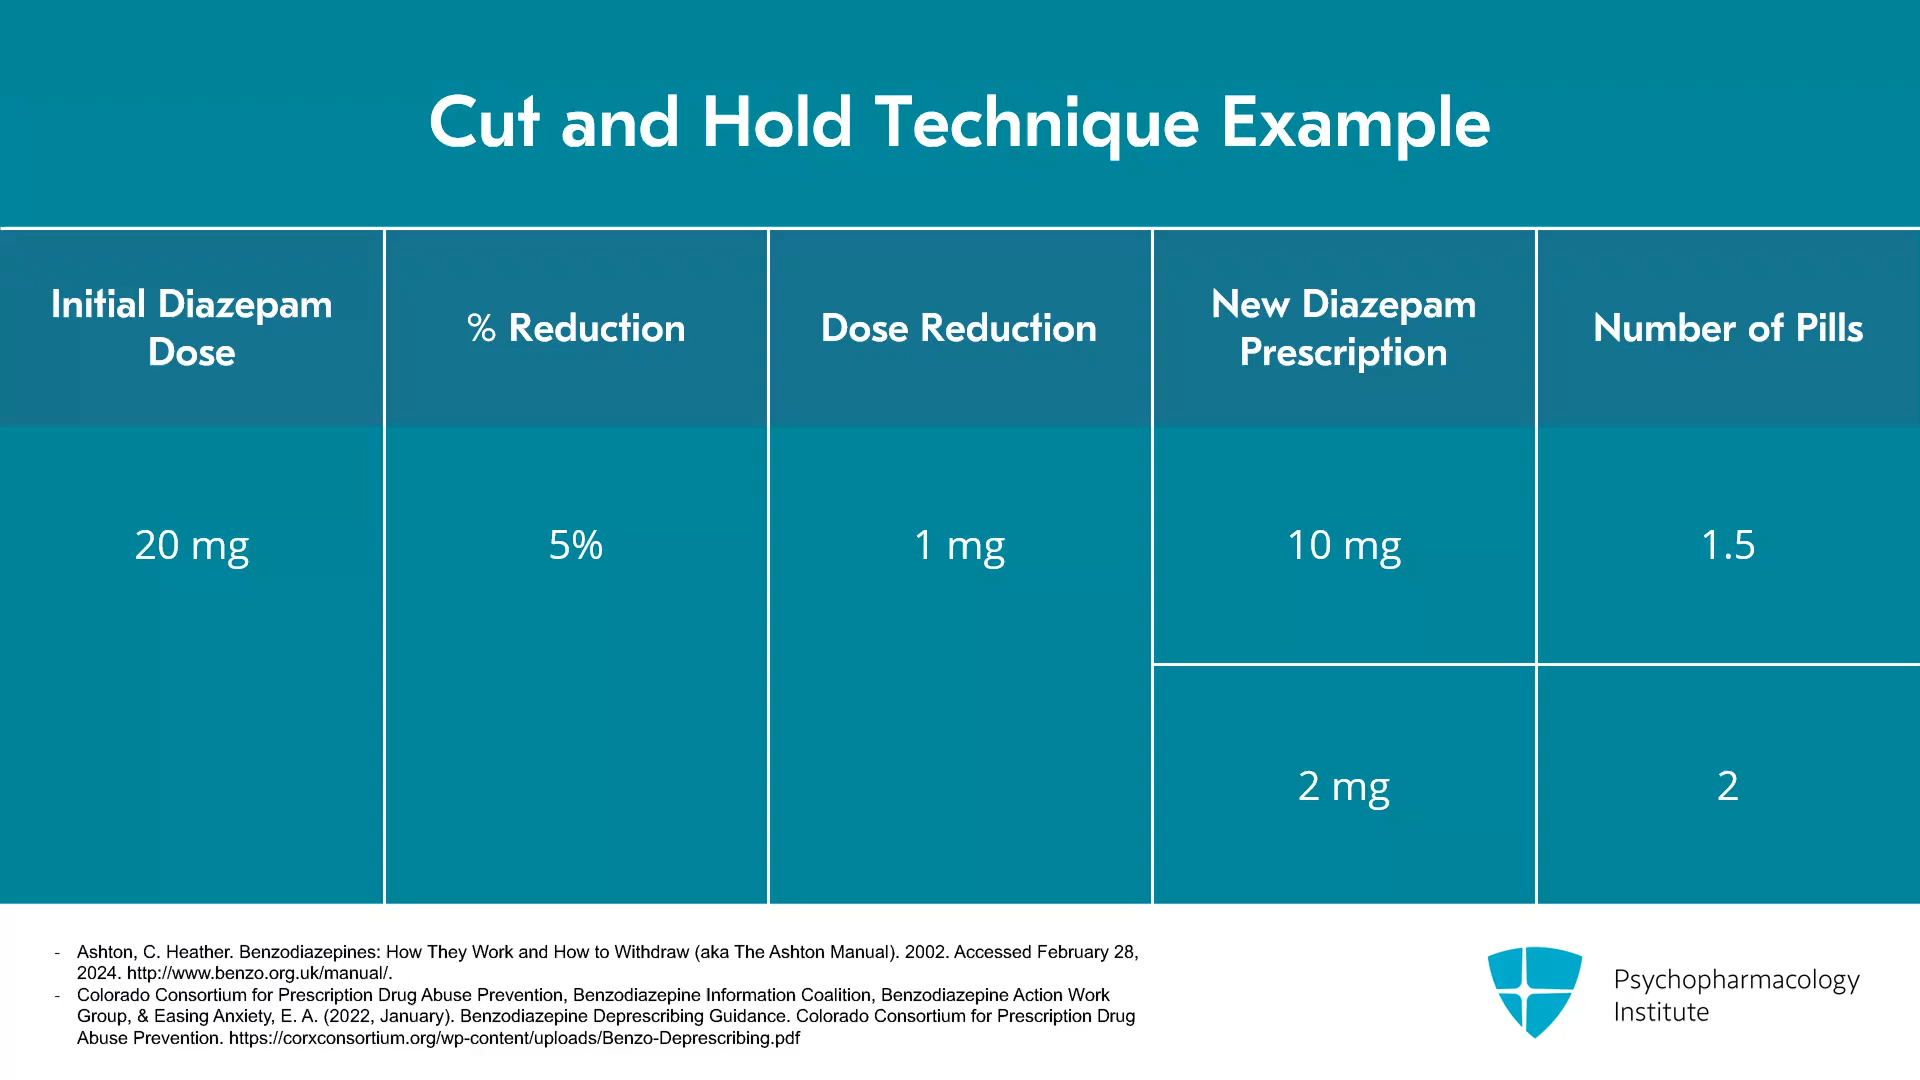 Cut and Hold Technique Example
Initial Diazepam
Dose
% Reduction
Dose Reduction
New Diazepam
Prescription
Number of Pills
20 mg
5%
1 mg
10 mg
1.5
2 mg
2
- Ashton, C. Heather. Benzodiazepines: How They Work and How to Withdraw (aka The Ashton Manual). 2002. Accessed February 28,
2024. http://www.benzo.org.uk/manual/.
- Colorado Consortium for Prescription Drug Abuse Prevention, Benzodiazepine Information Coalition, Benzodiazepine Action Work
Group, & Easing Anxiety, E. A. (2022, January). Benzodiazepine Deprescribing Guidance. Colorado Consortium for Prescription Drug
Abuse Prevention. https://corxconsortium.org/wp-content/uploads/Benzo-Deprescribing.pdf
Psychopharmacology
Institute